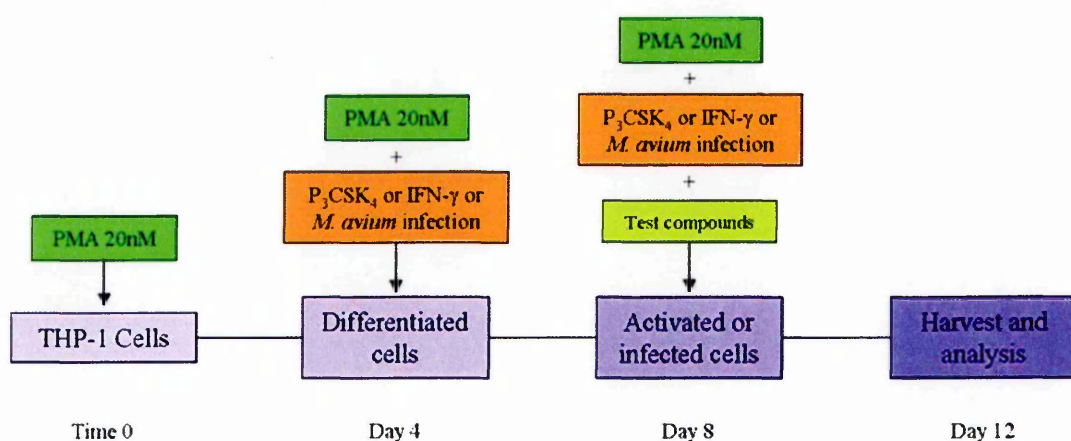 PMA 20nM
+
P₃CSK₄ or IFN-γ or
M. avium infection
+
Test compounds
PMA 20nM
+
P₃CSK₄ or IFN-γ or
M. avium infection
PMA 20nM
THP-1 Cells
Differentiated
cells
Activated or
infected cells
Harvest and
analysis
Time 0
Day 4
Day 8
Day 12